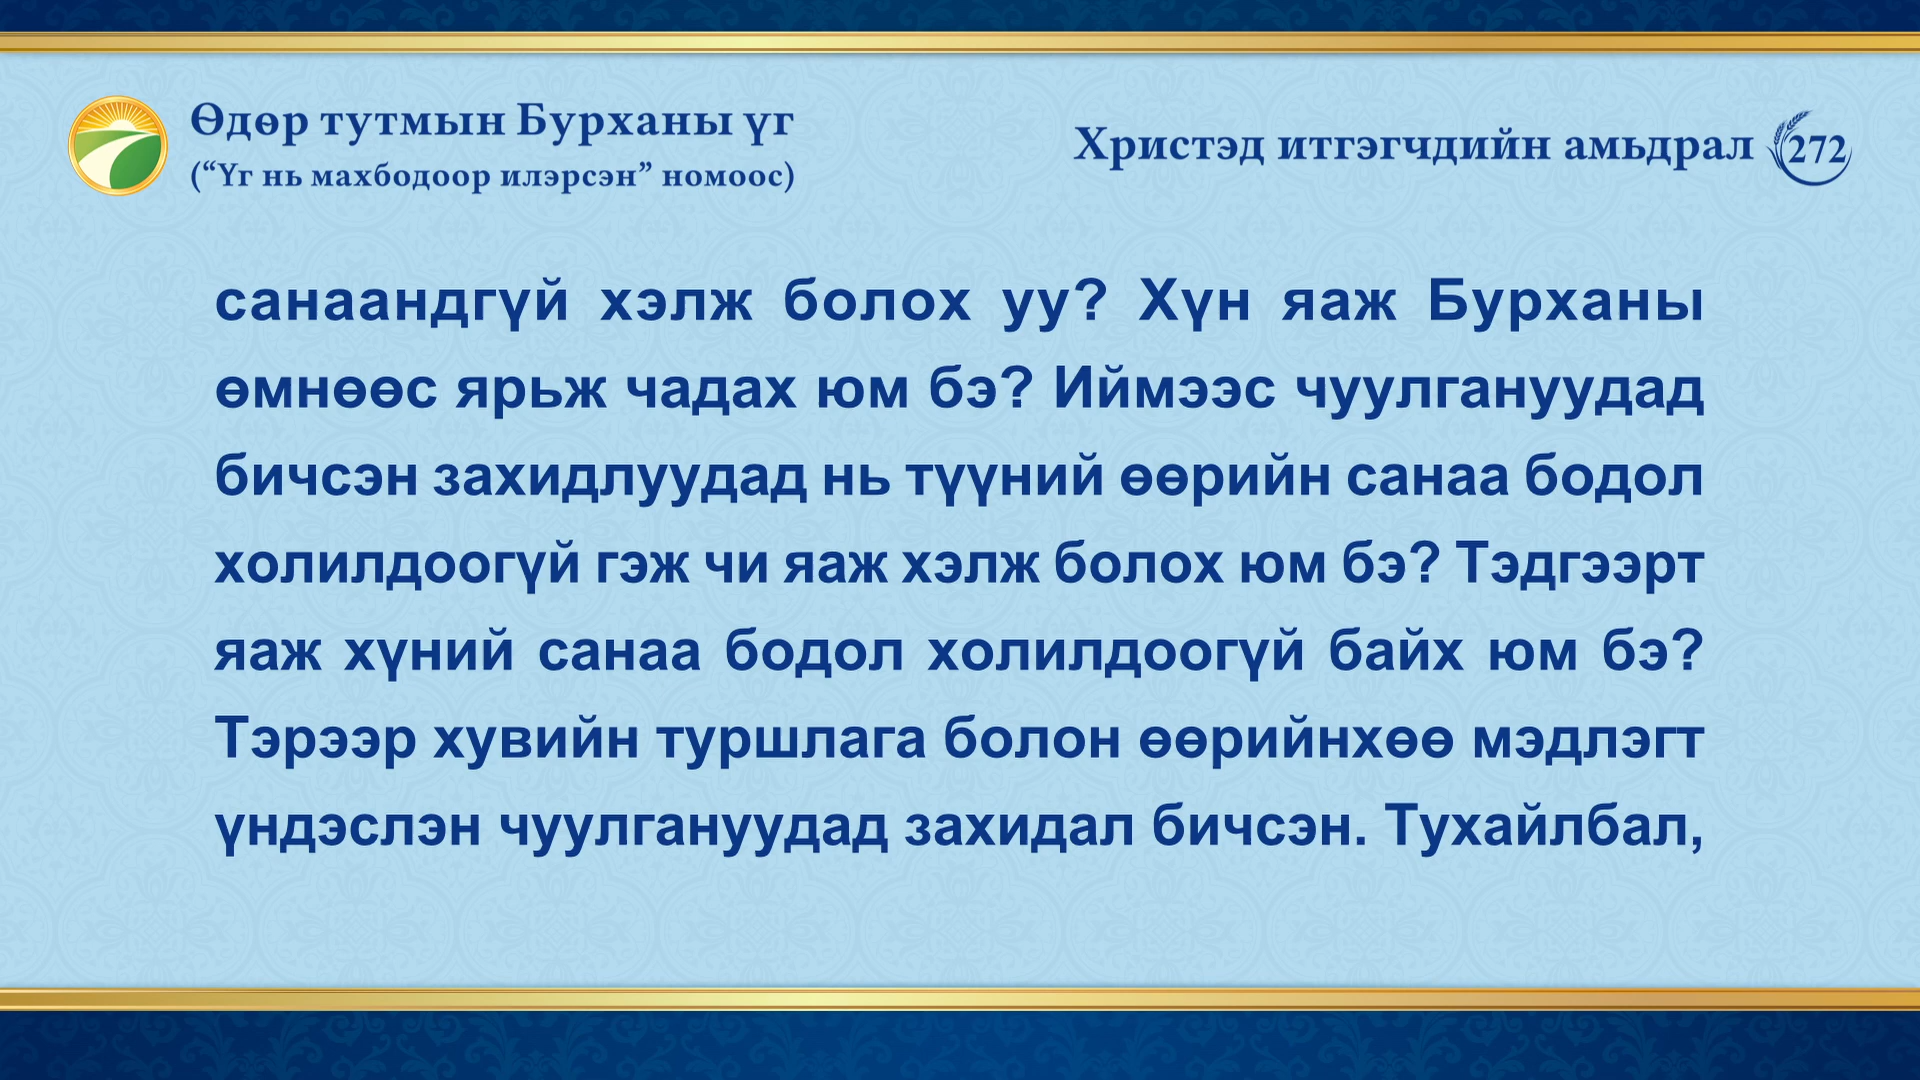 Өдөр тутмын Бурханы үг
(“Үг нь махбодоор илэрсэн” номоос)
Христэд итгэгчдийн амьдрал 272
санаандгүй хэлж болох уу? Хүн яаж Бурханы
өмнөөс ярьж чадах юм бэ? Иймээс чуулгануудад
бичсэн захидлуудад нь түүний өөрийн санаа бодол
холилдоогүй гэж чи яаж хэлж болох юм бэ? Тэдгээрт
яаж хүний санаа бодол холилдоогүй байх юм бэ?
Тэрээр хувийн туршлага болон өөрийнхөө мэдлэгт
үндэслэн чуулгануудад захидал бичсэн. Тухайлбал,